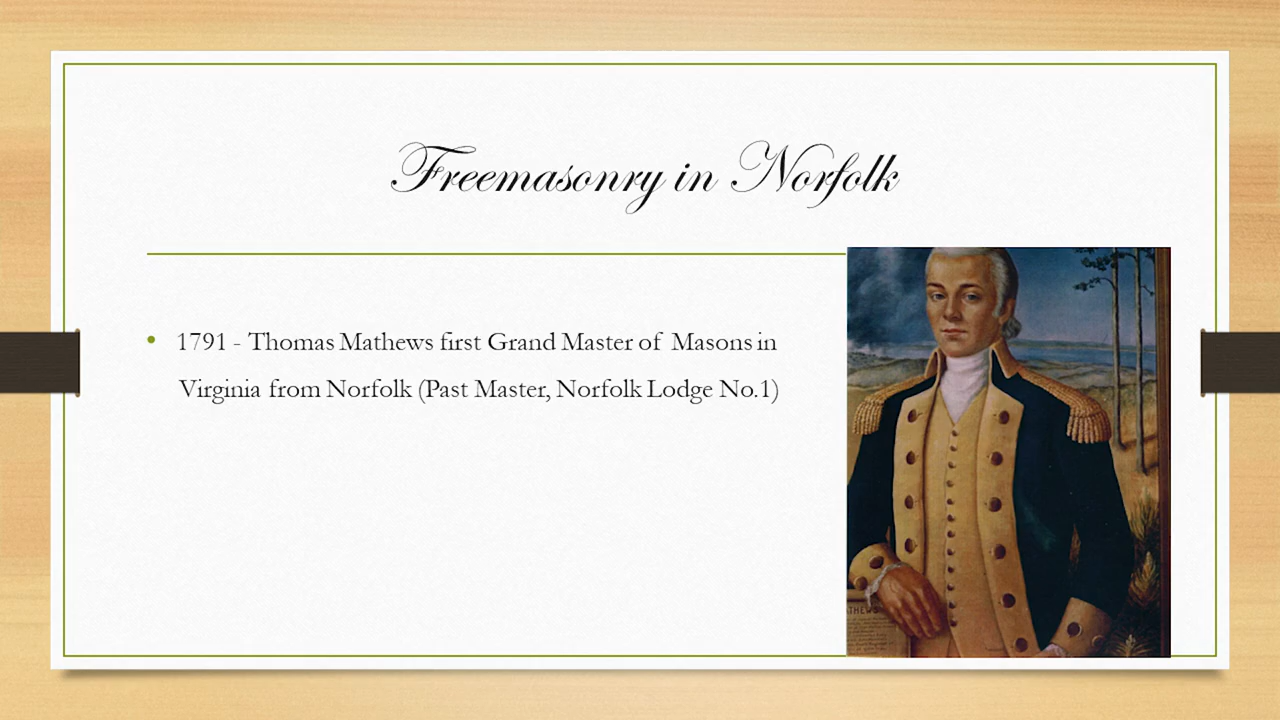 Freemasonry in Norfolk
• 1791 - Thomas Mathews first Grand Master of Masons in
Virginia from Norfolk (Past Master, Norfolk Lodge No.1)
ATHEWS